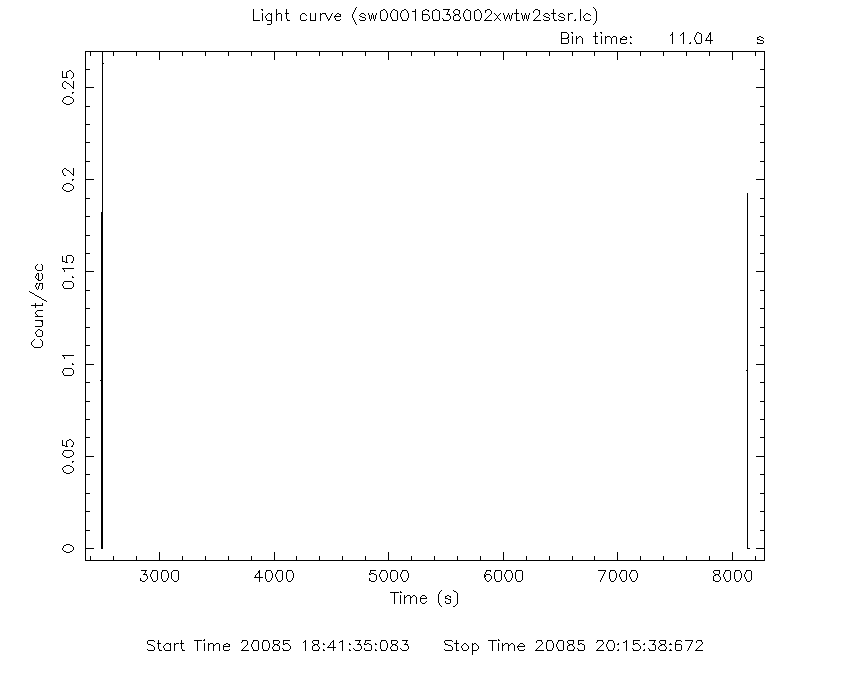 Light curve (sw00016038002xwtw2stsr.lc)
Bin time: 11.04 s
0.25
0.2
0.15
0.1
0.05
0
Count/sec
3000 4000 5000 6000 7000 8000
Time (s)
Start Time 20085 18:41:35:083 Stop Time 20085 20:15:38:672